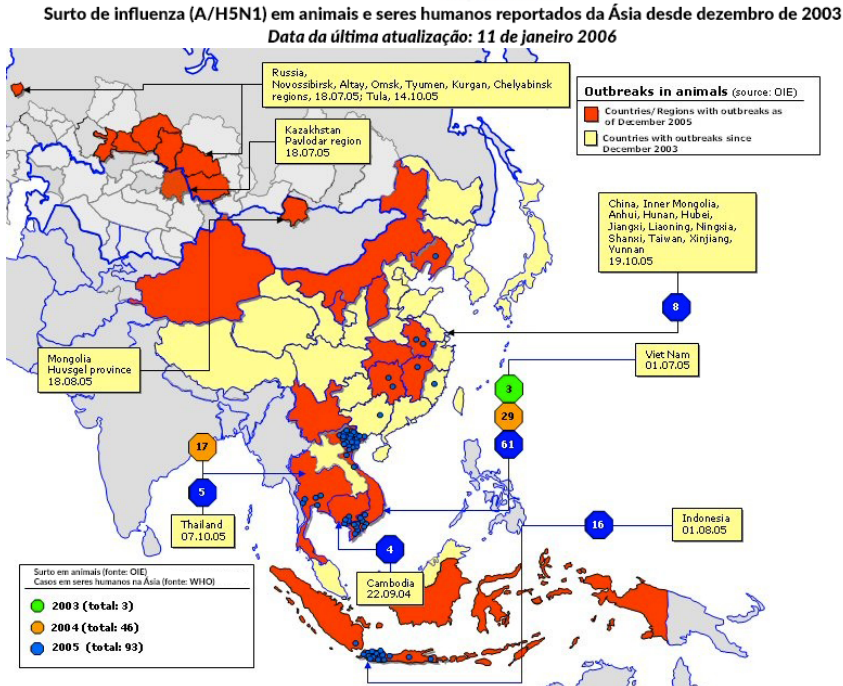 Surto de influenza (A/H5N1) em animais e seres humanos reportados da Ásia desde dezembro de 2003
Data da última atualização: 11 de janeiro 2006
Russia,
Novossibirsk, Altay, Omsk, Tyumen, Kurgan, Chelyabinsk
regions, 18.07.05; Tula, 14.10.05
Outbreaks in animals (source: OIE)
Countries/Regions with outbreaks as
of December 2005
Countries with outbreaks since
December 2003
Kazakhstan
Pavlodar region
18.07.05
China, Inner Mongolia,
Anhui, Hunan, Hubei,
Jiangxi, Liaoning, Ningxia,
Shanxi, Taiwan, Xinjiang,
Yunnan
19.10.05
8
Mongolia
Huvsgel province
18.08.05
Viet Nam
01.07.05
3
29
61
17
5
Thailand
07.10.05
16
Indonesia
01.08.05
4
Cambodia
22.09.04
Surto em animais (fonte: OIE)
Casos em seres humanos na Ásia (fonte: WHO)
2003 (total: 3)
2004 (total: 46)
2005 (total: 93)